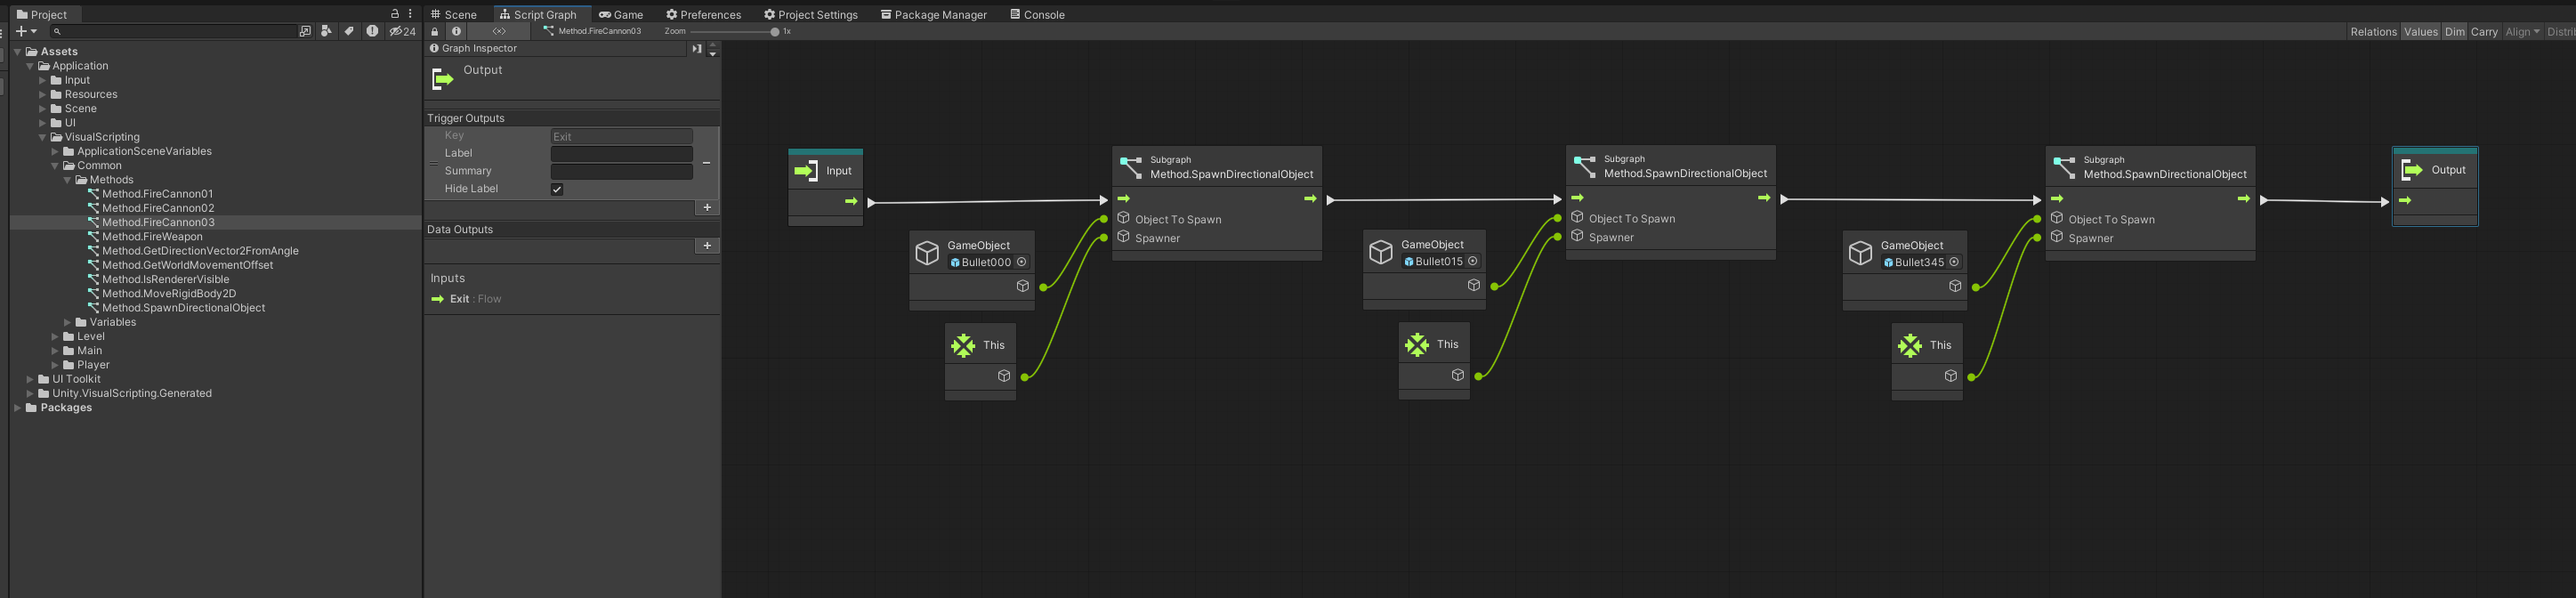 Project
24
Assets
Application
Input
Resources
Scene
UI
VisualScripting
ApplicationSceneVariables
Common
Methods
Method.FireCannon01
Method.FireCannon02
Method.FireCannon03
Method.FireWeapon
Method.GetDirectionVector2FromAngle
Method.GetWorldMovementOffset
Method.IsRendererVisible
Method.MoveRigidBody2D
Method.SpawnDirectionalObject
Variables
Level
Main
Player
UI Toolkit
Unity.VisualScripting.Generated
Packages
Scene Script Graph Game Preferences Project Settings Package Manager Console
Method.FireCannon03 Zoom 1x
Relations Values Dim Carry Align Distrib
Graph Inspector
Output
Trigger Outputs
Key Exit
Label
Summary
Hide Label
Data Outputs
Inputs
Exit : Flow
Input
GameObject
Bullet000
This
Subgraph
Method.SpawnDirectionalObject
Object To Spawn
Spawner
GameObject
Bullet015
This
Subgraph
Method.SpawnDirectionalObject
Object To Spawn
Spawner
GameObject
Bullet345
This
Subgraph
Method.SpawnDirectionalObject
Object To Spawn
Spawner
Output